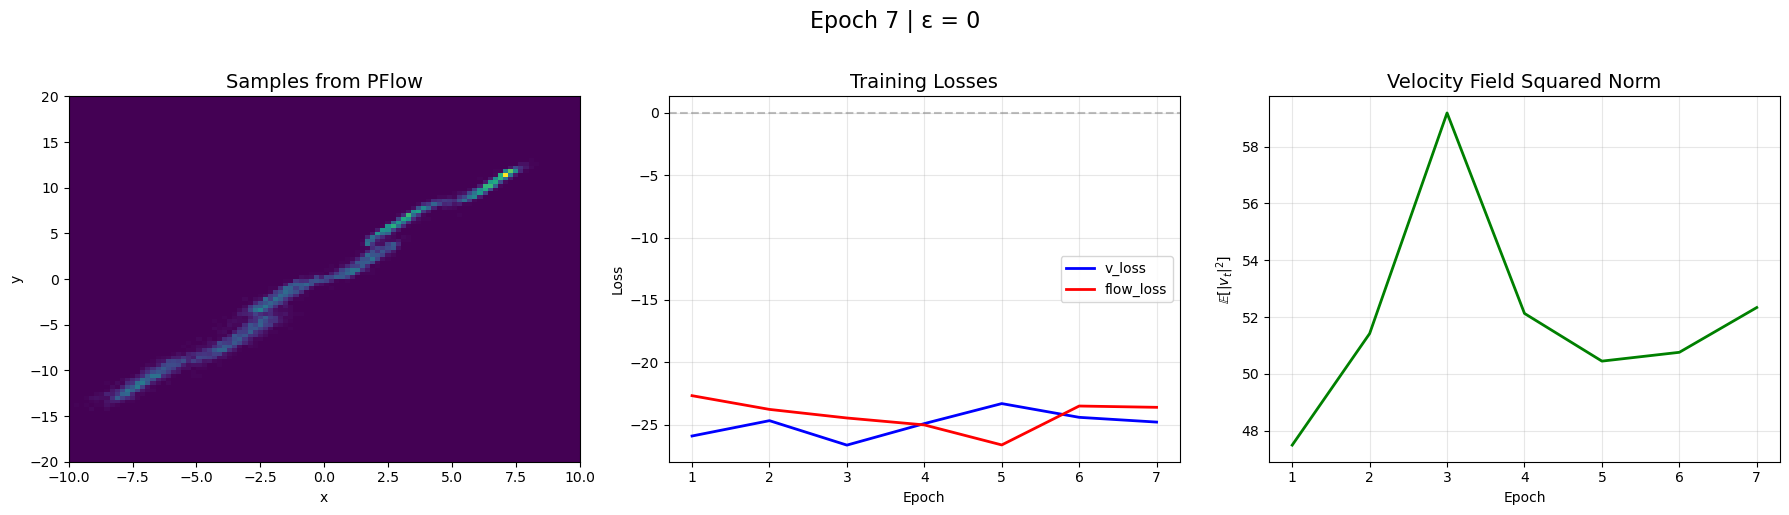 Epoch 7 | ε = 0
Samples from PFlow
20
15
10
5
0
−5
−10
−15
−20
y
−10.0 −7.5 −5.0 −2.5 0.0 2.5 5.0 7.5 10.0
x
Training Losses
0
−5
−10
−15
−20
−25
Loss
v_loss
flow_loss
1 2 3 4 5 6 7
Epoch
Velocity Field Squared Norm
58
56
54
52
50
48
𝔼[|v_t|²]
1 2 3 4 5 6 7
Epoch